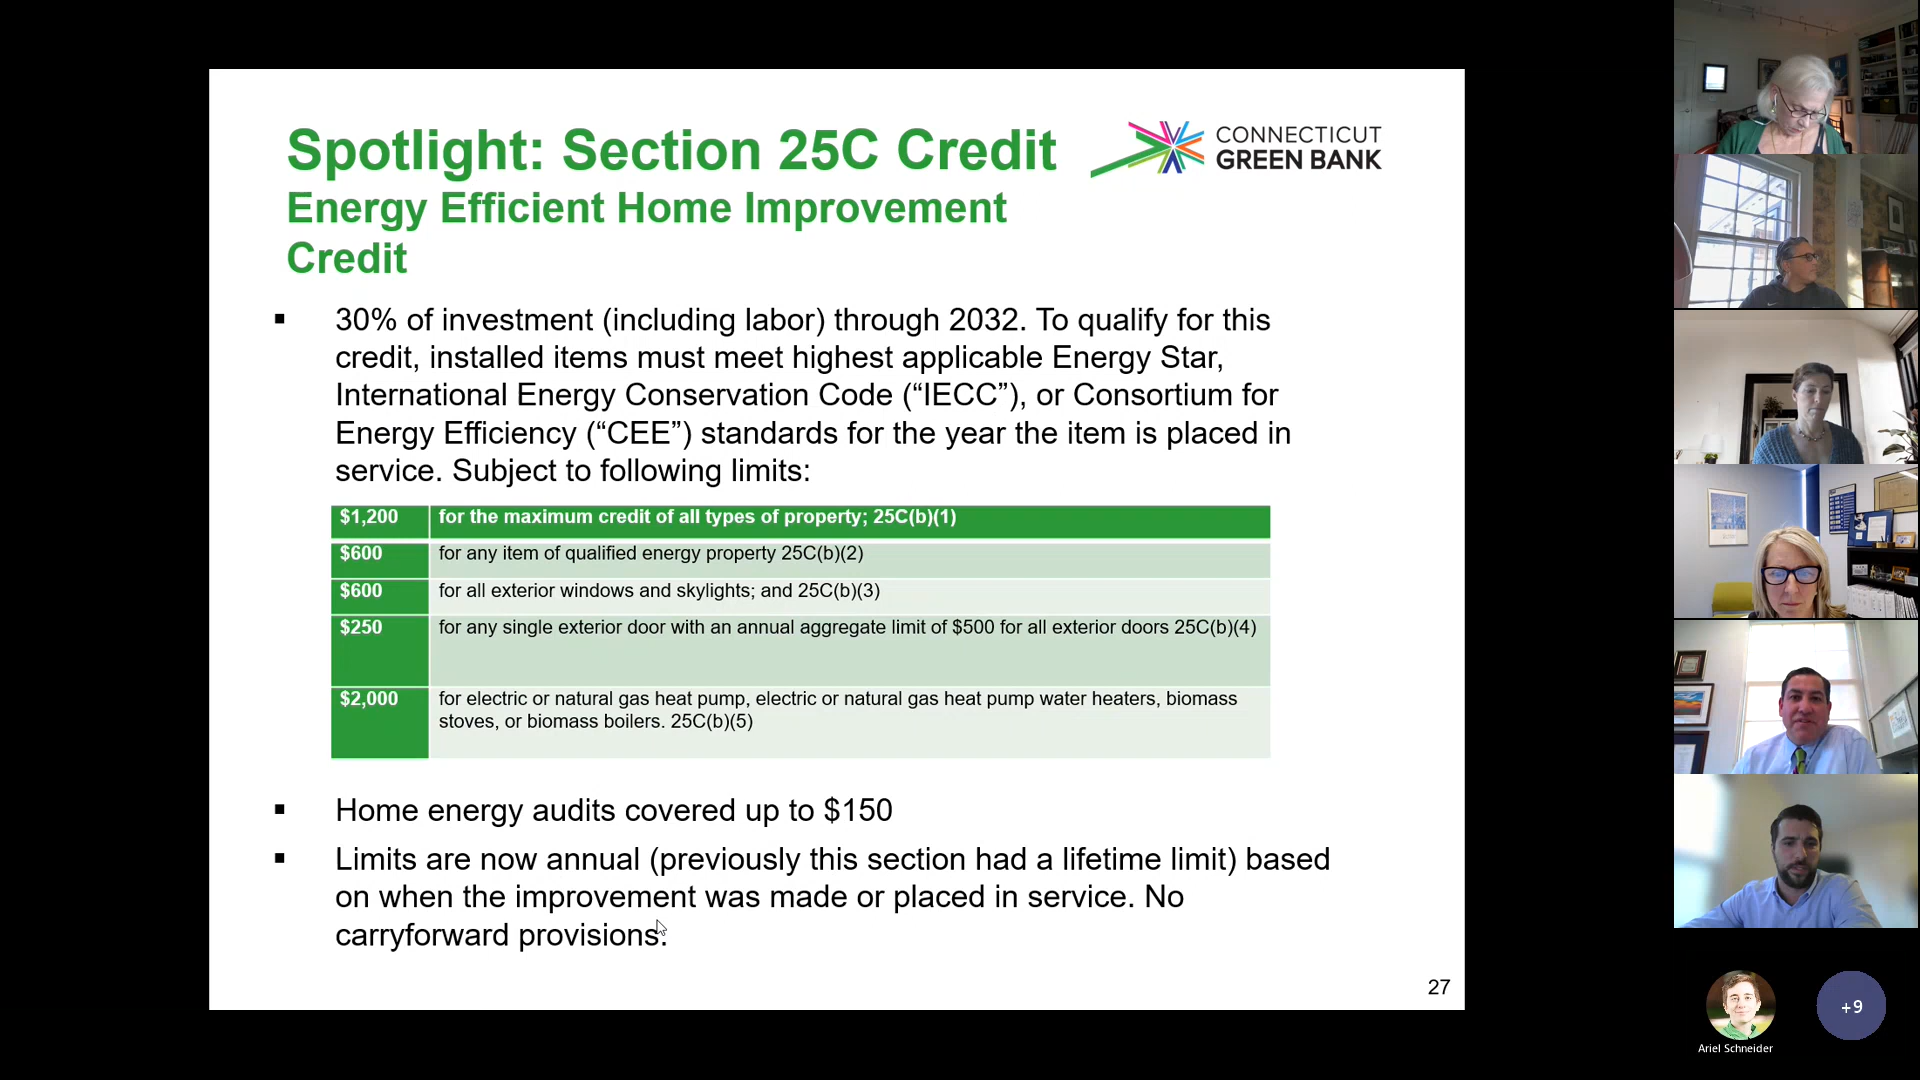 Spotlight: Section 25C Credit
CONNECTICUT
GREEN BANK
Energy Efficient Home Improvement
Credit
▪ 30% of investment (including labor) through 2032. To qualify for this
credit, installed items must meet highest applicable Energy Star,
International Energy Conservation Code (“IECC”), or Consortium for
Energy Efficiency (“CEE”) standards for the year the item is placed in
service. Subject to following limits:
$1,200 for the maximum credit of all types of property; 25C(b)(1)
$600 for any item of qualified energy property 25C(b)(2)
$600 for all exterior windows and skylights; and 25C(b)(3)
$250 for any single exterior door with an annual aggregate limit of $500 for all exterior doors 25C(b)(4)
$2,000 for electric or natural gas heat pump, electric or natural gas heat pump water heaters, biomass
stoves, or biomass boilers. 25C(b)(5)
▪ Home energy audits covered up to $150
▪ Limits are now annual (previously this section had a lifetime limit) based
on when the improvement was made or placed in service. No
carryforward provisions.
27
+9
Ariel Schneider